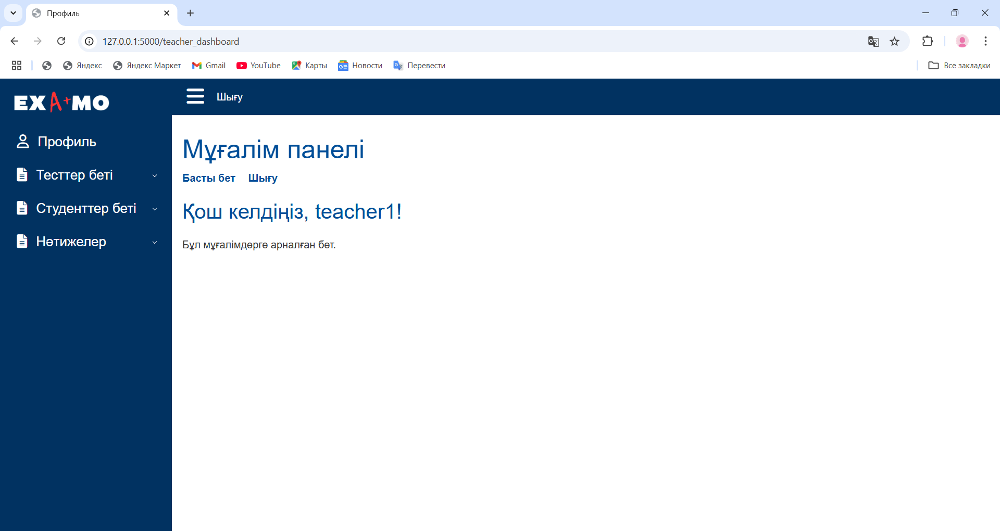 Профиль
127.0.0.1:5000/teacher_dashboard
Яндекс Яндекс Маркет Gmail YouTube Карты Новости Перевести Все закладки
EXA+MO
Шығу
Профиль
Тесттер беті
Студенттер беті
Нәтижелер
Мұғалім панелі
Басты бет Шығу
Қош келдіңіз, teacher1!
Бұл мұғалімдерге арналған бет.